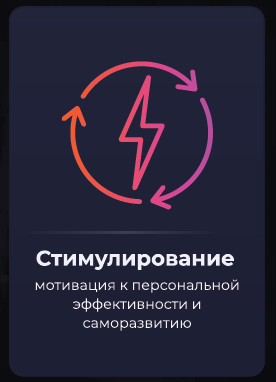 Стимулирование
мотивация к персональной
эффективности и
саморазвитию